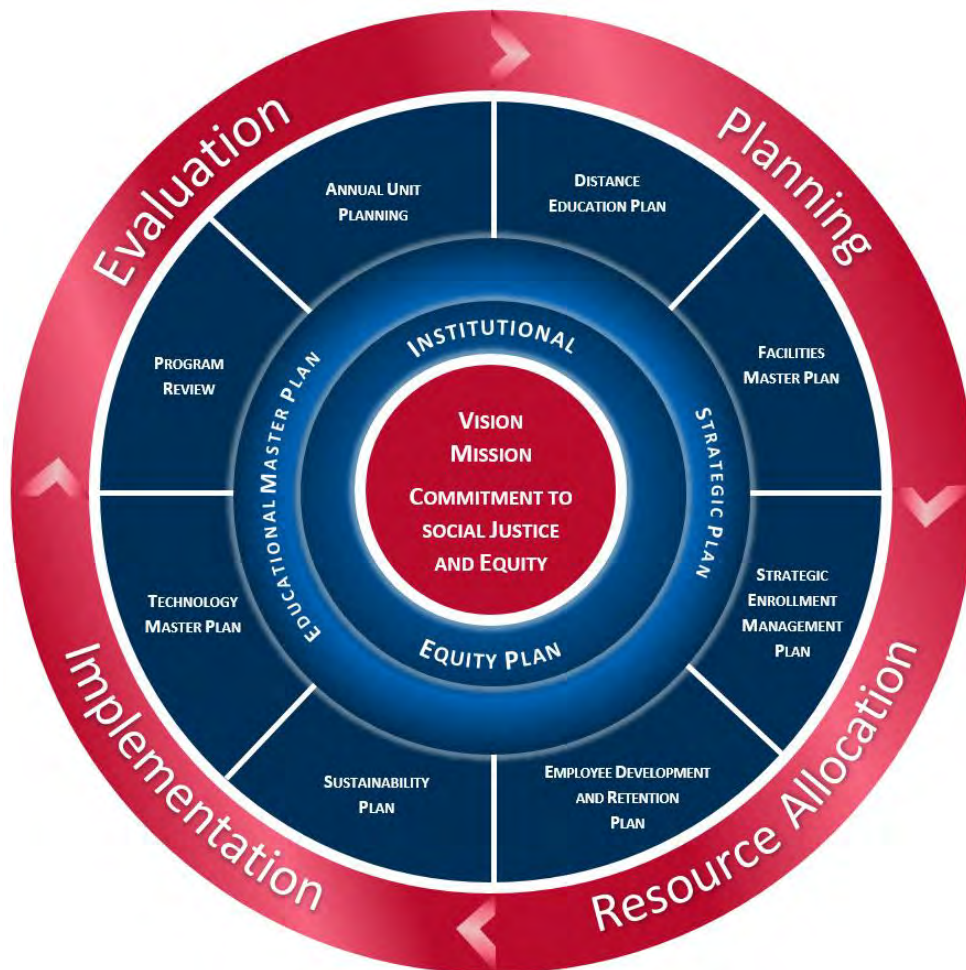 Evaluation
Planning
Resource Allocation
Implementation
ANNUAL UNIT
PLANNING
DISTANCE
EDUCATION PLAN
FACILITIES
MASTER PLAN
STRATEGIC
ENROLLMENT
MANAGEMENT
PLAN
EMPLOYEE DEVELOPMENT
AND RETENTION
PLAN
SUSTAINABILITY
PLAN
TECHNOLOGY
MASTER PLAN
PROGRAM
REVIEW
EDUCATIONAL MASTER PLAN
STRATEGIC PLAN
INSTITUTIONAL
EQUITY PLAN
VISION
MISSION
COMMITMENT TO
SOCIAL JUSTICE
AND EQUITY